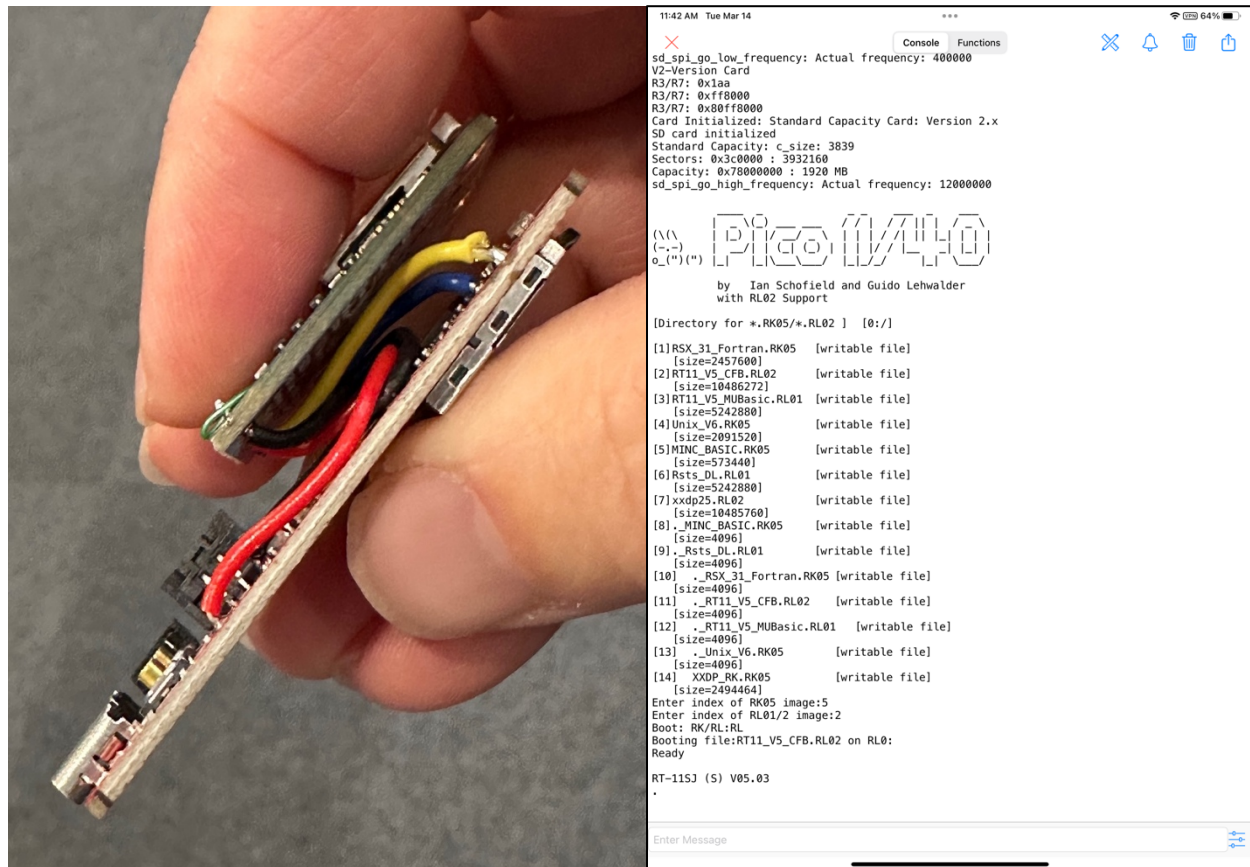 11:42 AM Tue Mar 14
VPN 64%
Console Functions
sd_spi_go_low_frequency: Actual frequency: 400000
V2-Version Card
R3/R7: 0x1aa
R3/R7: 0xff8000
R3/R7: 0x80ff8000
Card Initialized: Standard Capacity Card: Version 2.x
SD card initialized
Standard Capacity: c_size: 3839
Sectors: 0x3c0000 : 3932160
Capacity: 0x78000000 : 1920 MB
sd_spi_go_high_frequency: Actual frequency: 12000000
Pico 11/40
(\(\
(-.-)
o_(")(")
by Ian Schofield and Guido Lehwalder
with RL02 Support
[Directory for *.RK05/*.RL02 ] [0:/]
[1]RSX_31_Fortran.RK05 [writable file]
[size=2457600]
[2]RT11_V5_CFB.RL02 [writable file]
[size=10486272]
[3]RT11_V5_MUBasic.RL01 [writable file]
[size=5242880]
[4]Unix_V6.RK05 [writable file]
[size=2091520]
[5]MINC_BASIC.RK05 [writable file]
[size=573440]
[6]Rsts_DL.RL01 [writable file]
[size=5242880]
[7]xxdp25.RL02 [writable file]
[size=10485760]
[8]._MINC_BASIC.RK05 [writable file]
[size=4096]
[9]._Rsts_DL.RL01 [writable file]
[size=4096]
[10] ._RSX_31_Fortran.RK05 [writable file]
[size=4096]
[11] ._RT11_V5_CFB.RL02 [writable file]
[size=4096]
[12] ._RT11_V5_MUBasic.RL01 [writable file]
[size=4096]
[13] ._Unix_V6.RK05 [writable file]
[size=4096]
[14] XXDP_RK.RK05 [writable file]
[size=2494464]
Enter index of RK05 image:5
Enter index of RL01/2 image:2
Boot: RK/RL:RL
Booting file:RT11_V5_CFB.RL02 on RL0:
Ready
RT-11SJ (S) V05.03
.
Enter Message